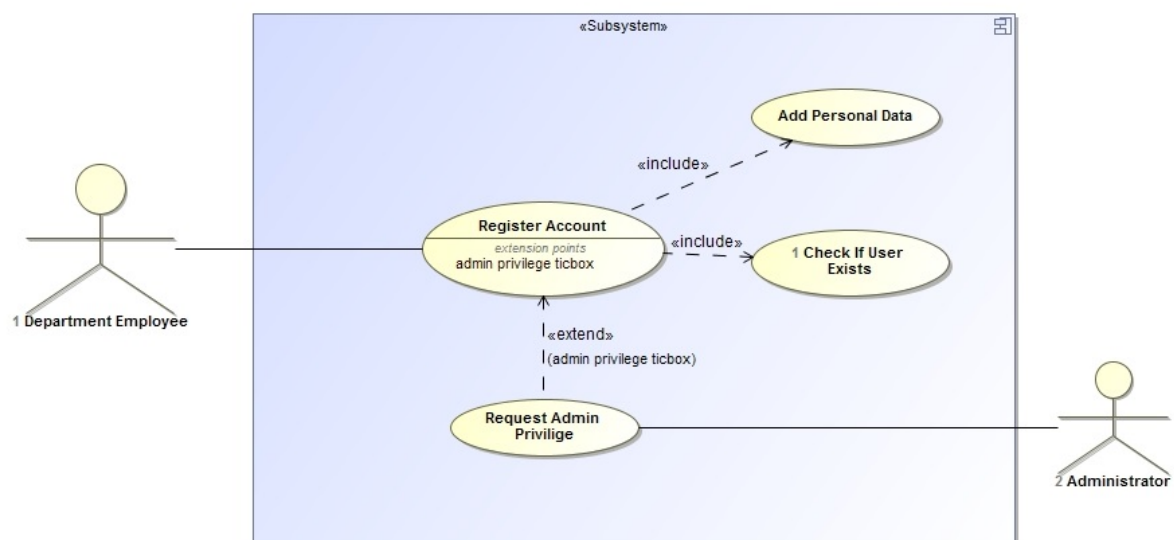 «Subsystem»
Add Personal Data
«include»
Register Account
extension points
admin privilege ticbox
«include»
1 Check If User
Exists
1 Department Employee
«extend»
(admin privilege ticbox)
Request Admin
Privilige
2 Administrator